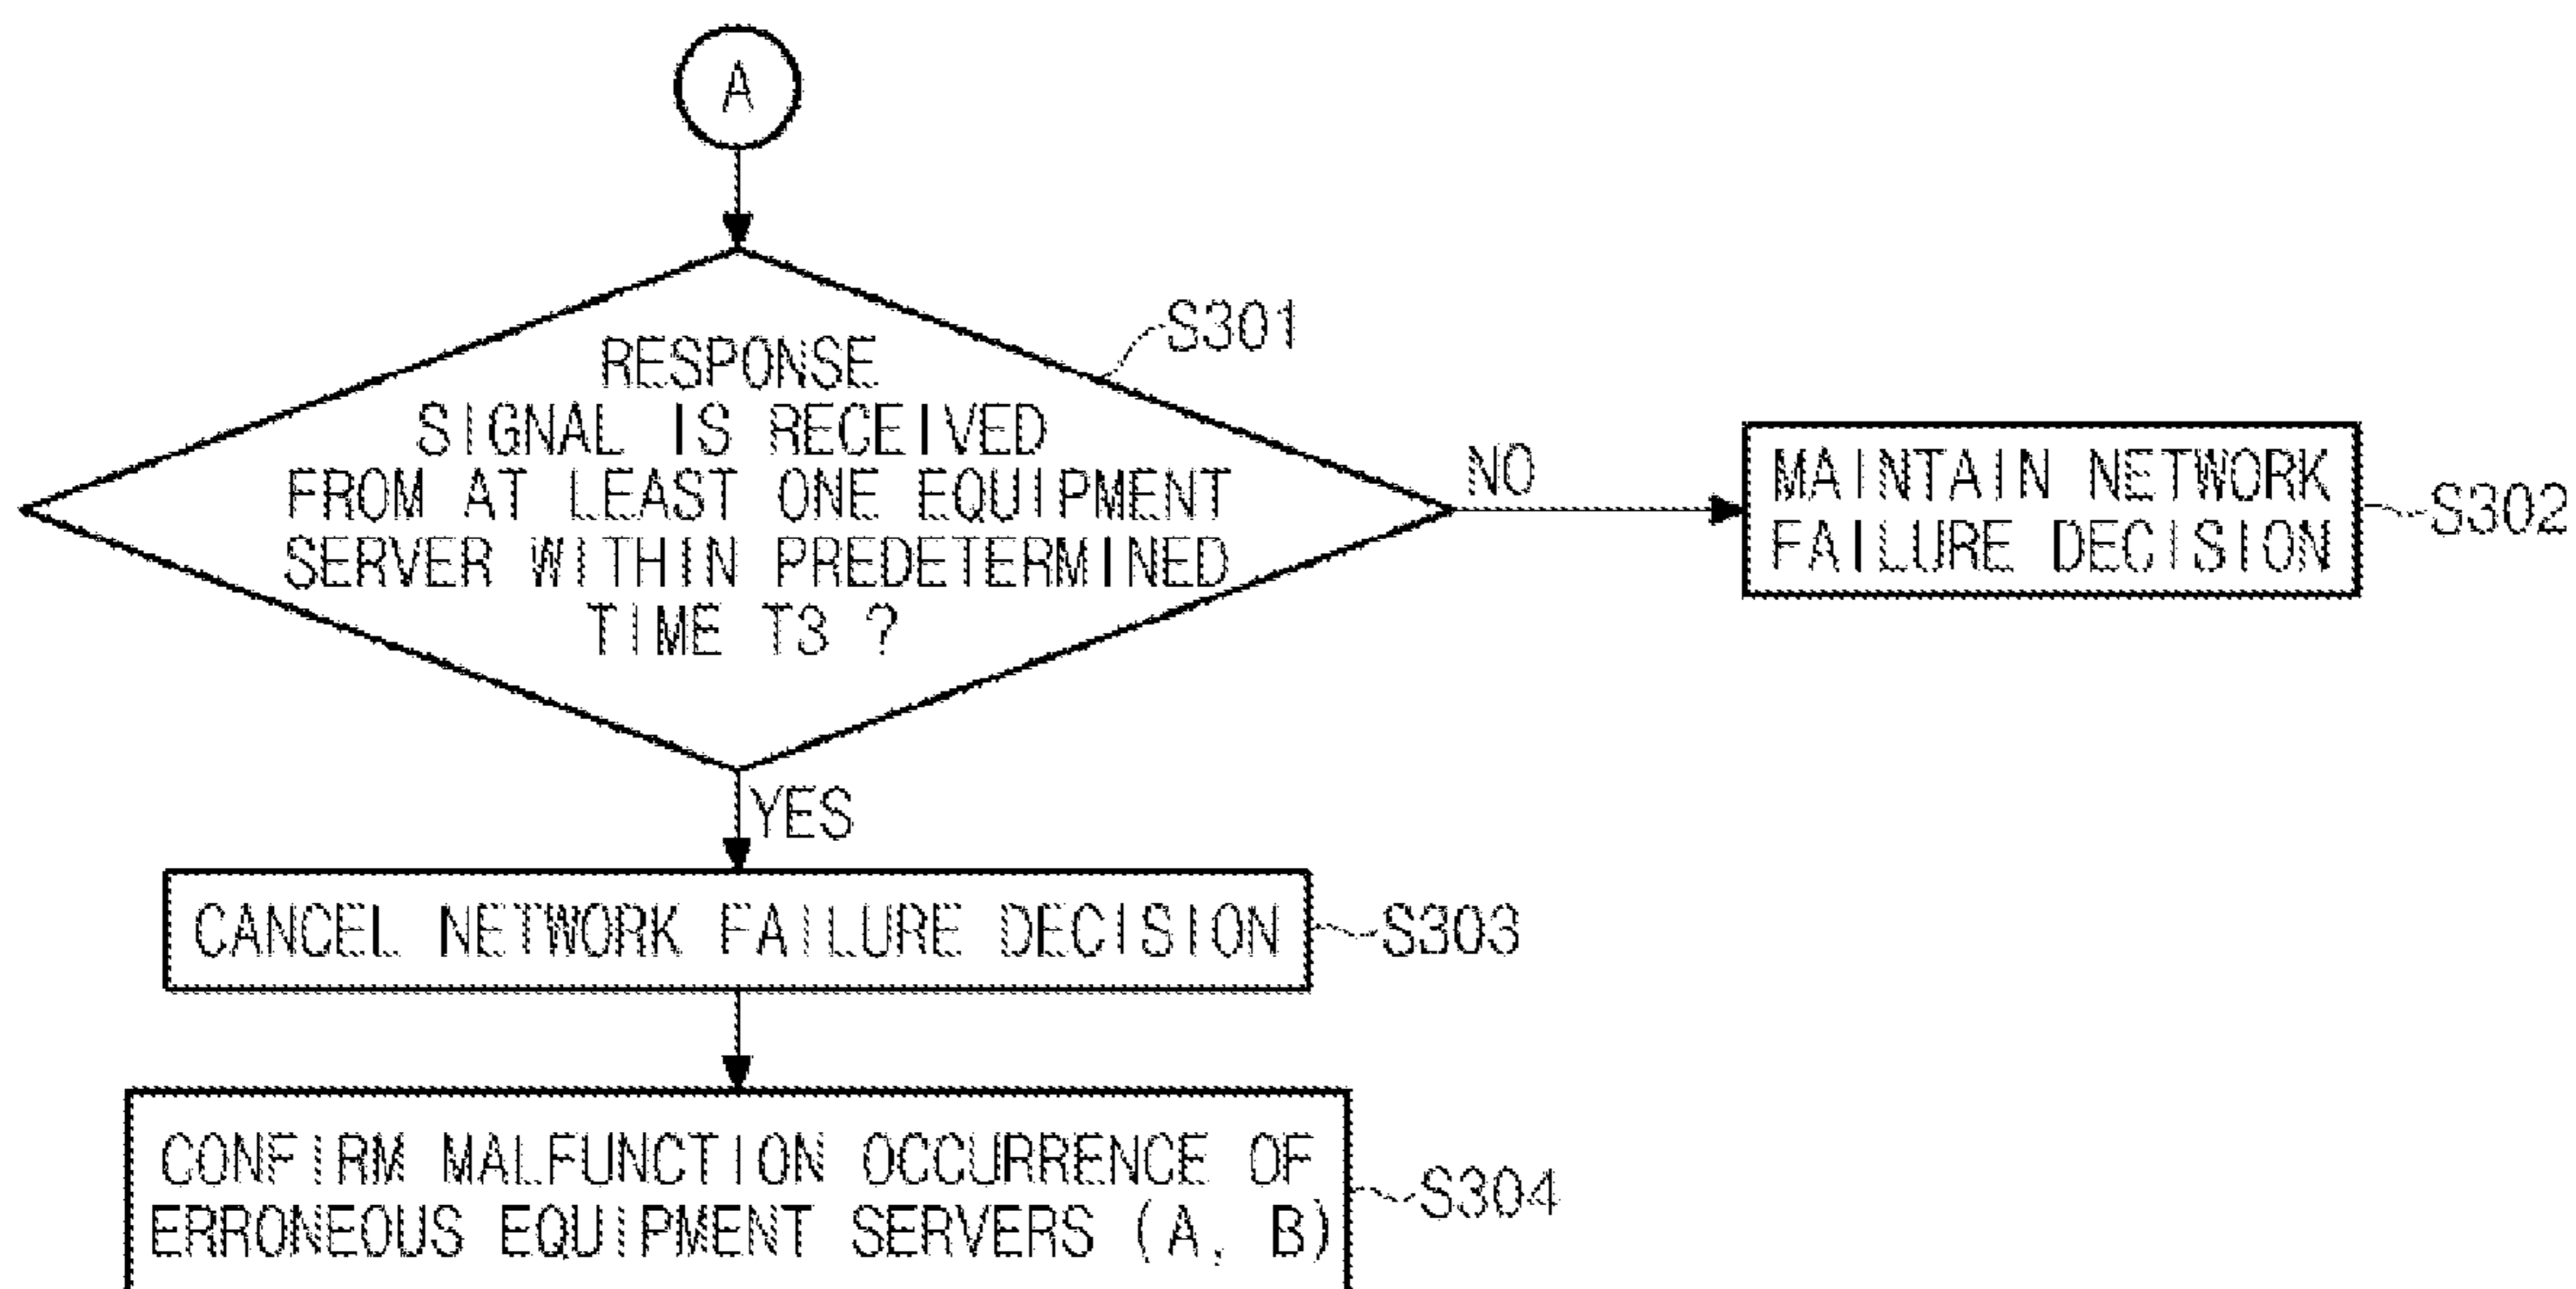 A
S301
RESPONSE
SIGNAL IS RECEIVED
FROM AT LEAST ONE EQUIPMENT
SERVER WITHIN PREDETERMINED
TIME T3 ?
NO
MAINTAIN NETWORK
FAILURE DECISION
S302
YES
CANCEL NETWORK FAILURE DECISION
S303
CONFIRM MALFUNCTION OCCURRENCE OF
ERRONEOUS EQUIPMENT SERVERS (A, B)
S304